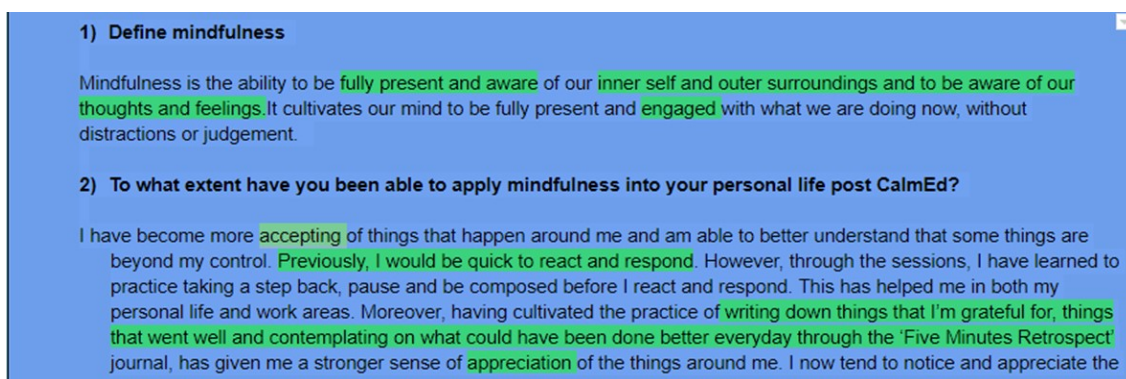 1) Define mindfulness
Mindfulness is the ability to be fully present and aware of our inner self and outer surroundings and to be aware of our
thoughts and feelings.It cultivates our mind to be fully present and engaged with what we are doing now, without
distractions or judgement.
2) To what extent have you been able to apply mindfulness into your personal life post CalmEd?
I have become more accepting of things that happen around me and am able to better understand that some things are
beyond my control. Previously, I would be quick to react and respond. However, through the sessions, I have learned to
practice taking a step back, pause and be composed before I react and respond. This has helped me in both my
personal life and work areas. Moreover, having cultivated the practice of writing down things that I'm grateful for, things
that went well and contemplating on what could have been done better everyday through the 'Five Minutes Retrospect'
journal, has given me a stronger sense of appreciation of the things around me. I now tend to notice and appreciate the